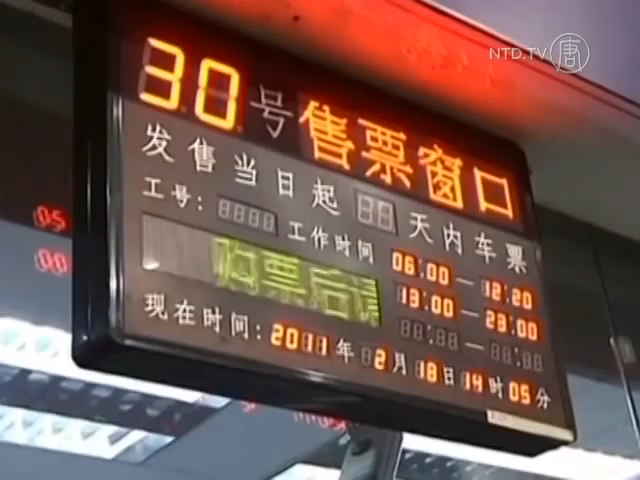 NTD.TV 唐
30号售票窗口
发售当日起 天内车票
工号: 工作时间 06:00—12:20
13:00—23:00
购票后请
现在时间: 2011年 2月18日14时05分